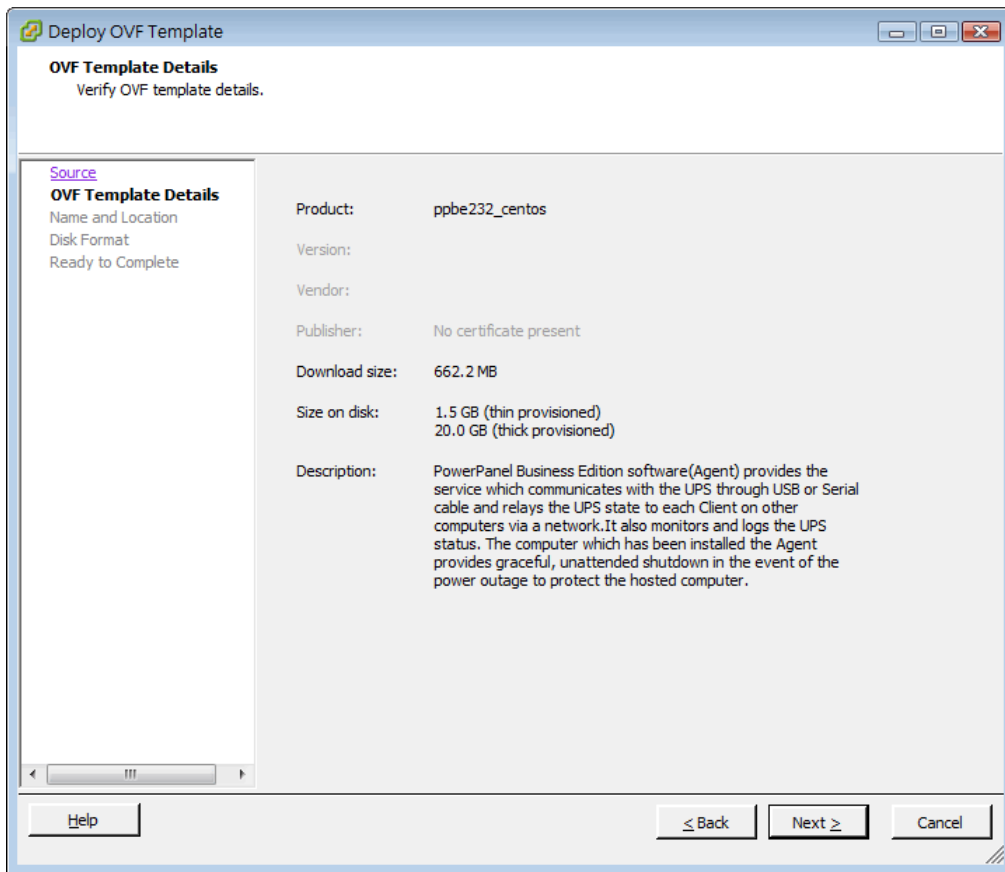 Deploy OVF Template
OVF Template Details
Verify OVF template details.
Source
OVF Template Details
Name and Location
Disk Format
Ready to Complete
Product: ppbe232_centos
Version:
Vendor:
Publisher: No certificate present
Download size: 662.2 MB
Size on disk: 1.5 GB (thin provisioned)
20.0 GB (thick provisioned)
Description: PowerPanel Business Edition software(Agent) provides the
service which communicates with the UPS through USB or Serial
cable and relays the UPS state to each Client on other
computers via a network.It also monitors and logs the UPS
status. The computer which has been installed the Agent
provides graceful, unattended shutdown in the event of the
power outage to protect the hosted computer.
Help
< Back
Next >
Cancel